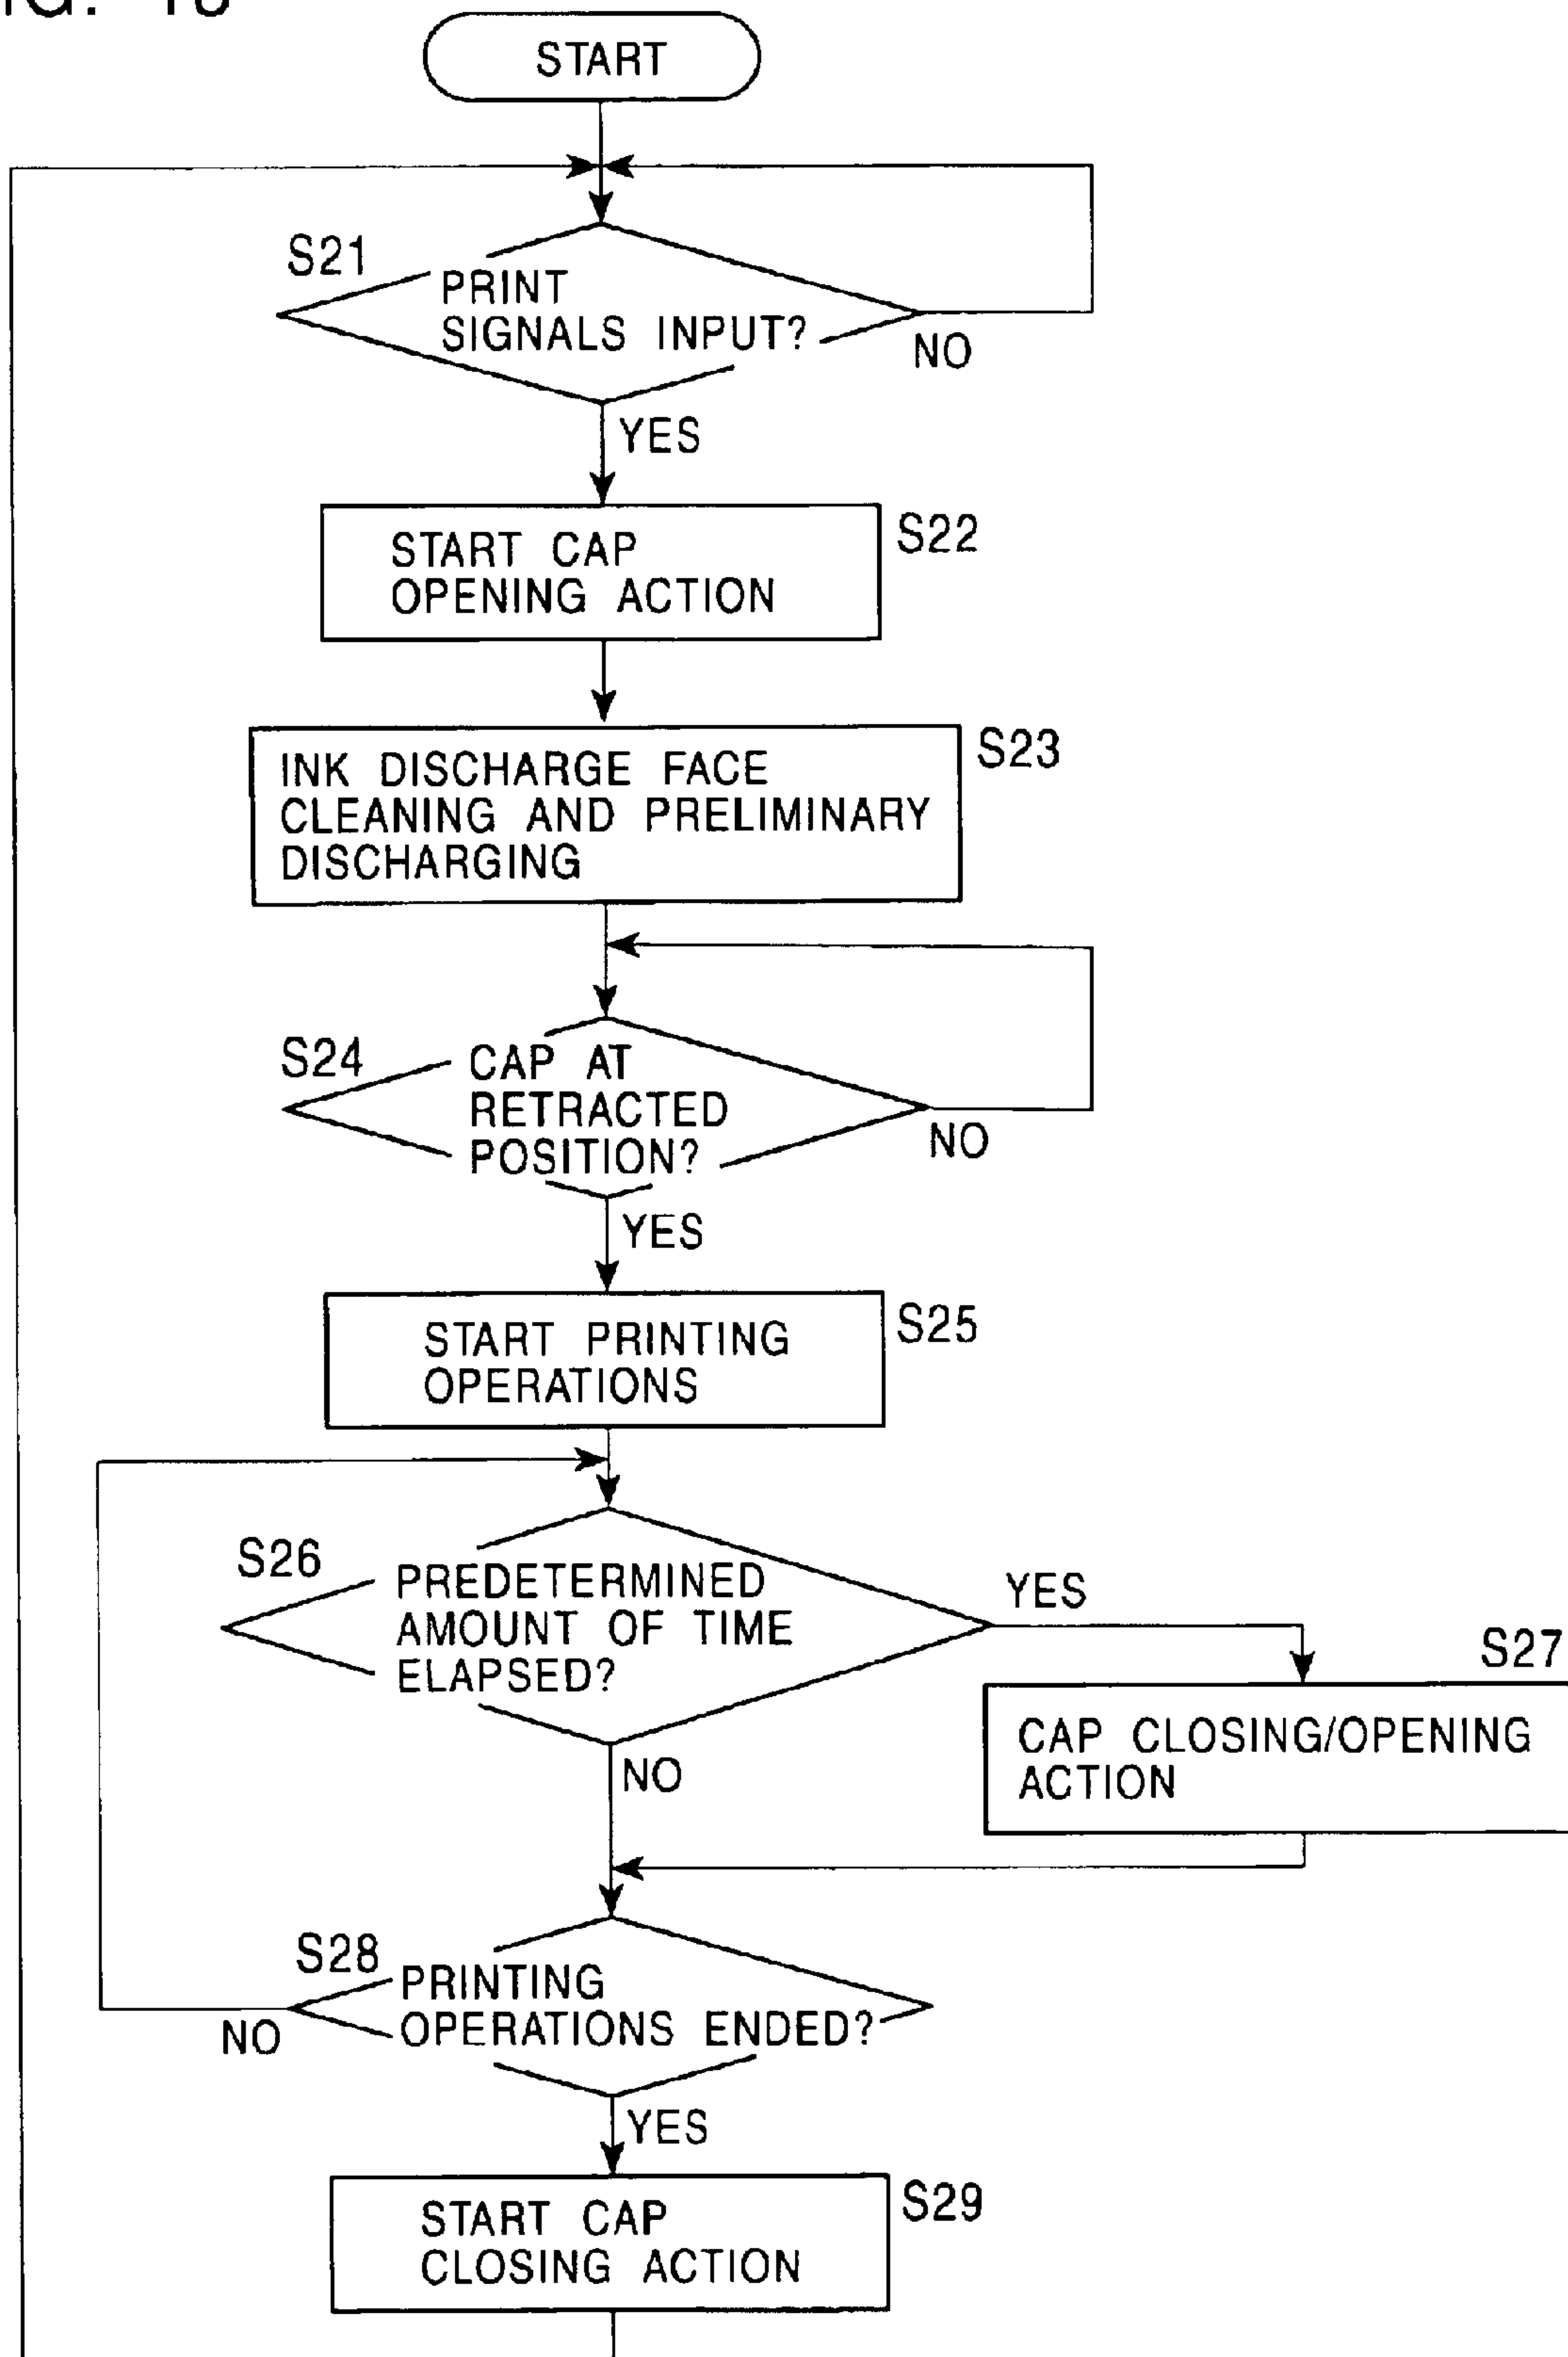 START
S21
PRINT
SIGNALS INPUT?
NO
YES
START CAP
OPENING ACTION
S22
INK DISCHARGE FACE
CLEANING AND PRELIMINARY
DISCHARGING
S23
S24
CAP AT
RETRACTED
POSITION?
NO
YES
START PRINTING
OPERATIONS
S25
S26
PREDETERMINED
AMOUNT OF TIME
ELAPSED?
YES
NO
S27
CAP CLOSING/OPENING
ACTION
S28
PRINTING
OPERATIONS ENDED?
NO
YES
START CAP
CLOSING ACTION
S29